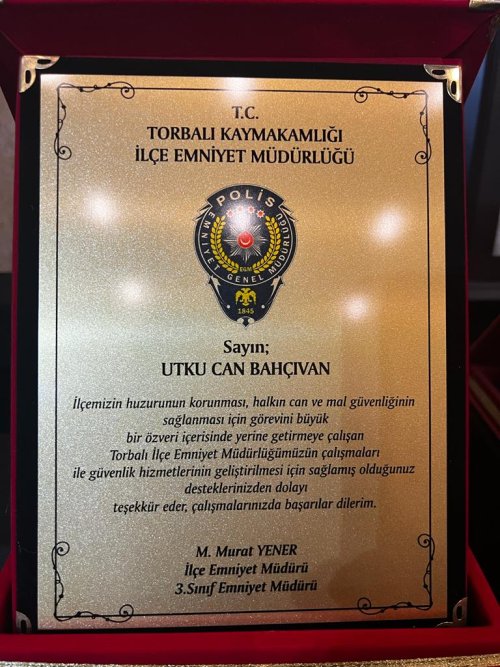 T.C.
TORBALI KAYMAKAMLIĞI
İLÇE EMNİYET MÜDÜRLÜĞÜ
POLİS
EMNİYET GENEL MÜDÜRLÜĞÜ
EGM
1845
Sayın;
UTKU CAN BAHÇIVAN
İlçemizin huzurunun korunması, halkın can ve mal güvenliğinin
sağlanması için görevini büyük
bir özveri içerisinde yerine getirmeye çalışan
Torbalı İlçe Emniyet Müdürlüğümüzün çalışmaları
ile güvenlik hizmetlerinin geliştirilmesi için sağlamış olduğunuz
desteklerinizden dolayı
teşekkür eder, çalışmalarınızda başarılar dilerim.
M. Murat YENER
İlçe Emniyet Müdürü
3.Sınıf Emniyet Müdürü